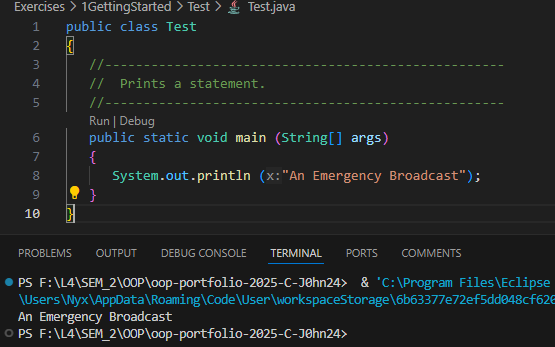 Exercises > 1GettingStarted > Test > Test.java
1 public class Test
2 {
3 //-----------------------------------------------------
4 // Prints a statement.
5 //-----------------------------------------------------
Run | Debug
6 public static void main (String[] args)
7 {
8 System.out.println (x:"An Emergency Broadcast");
9 }
10 }
PROBLEMS OUTPUT DEBUG CONSOLE TERMINAL PORTS COMMENTS
PS F:\L4\SEM_2\OOP\oop-portfolio-2025-C-J0hn24> & 'C:\Program Files\Eclipse
\Users\Nyx\AppData\Roaming\Code\User\workspaceStorage\6b63377e72ef5dd048cf620
An Emergency Broadcast
PS F:\L4\SEM_2\OOP\oop-portfolio-2025-C-J0hn24>